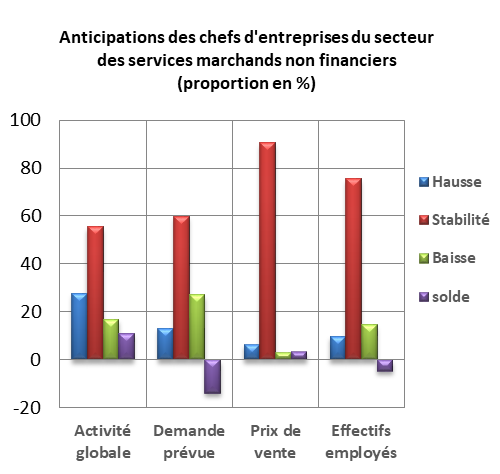 Anticipations des chefs d'entreprises du secteur
des services marchands non financiers
(proportion en %)
100
80
60
40
20
0
-20
Hausse
Stabilité
Baisse
solde
Activité
globale
Demande
prévue
Prix de
vente
Effectifs
employés